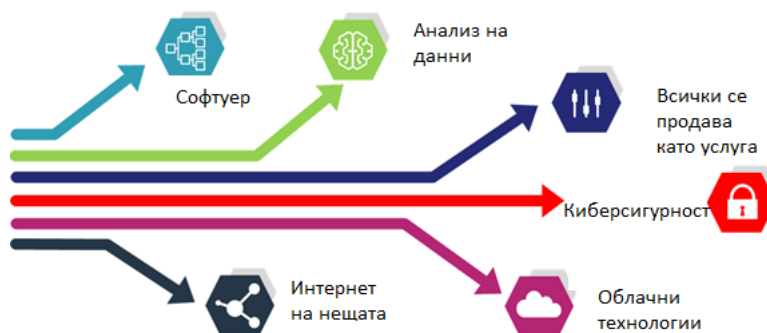 Софтуер
Анализ на
данни
Всички се
продава
като услуга
Киберсигурност
Интернет
на нещата
Облачни
технологии